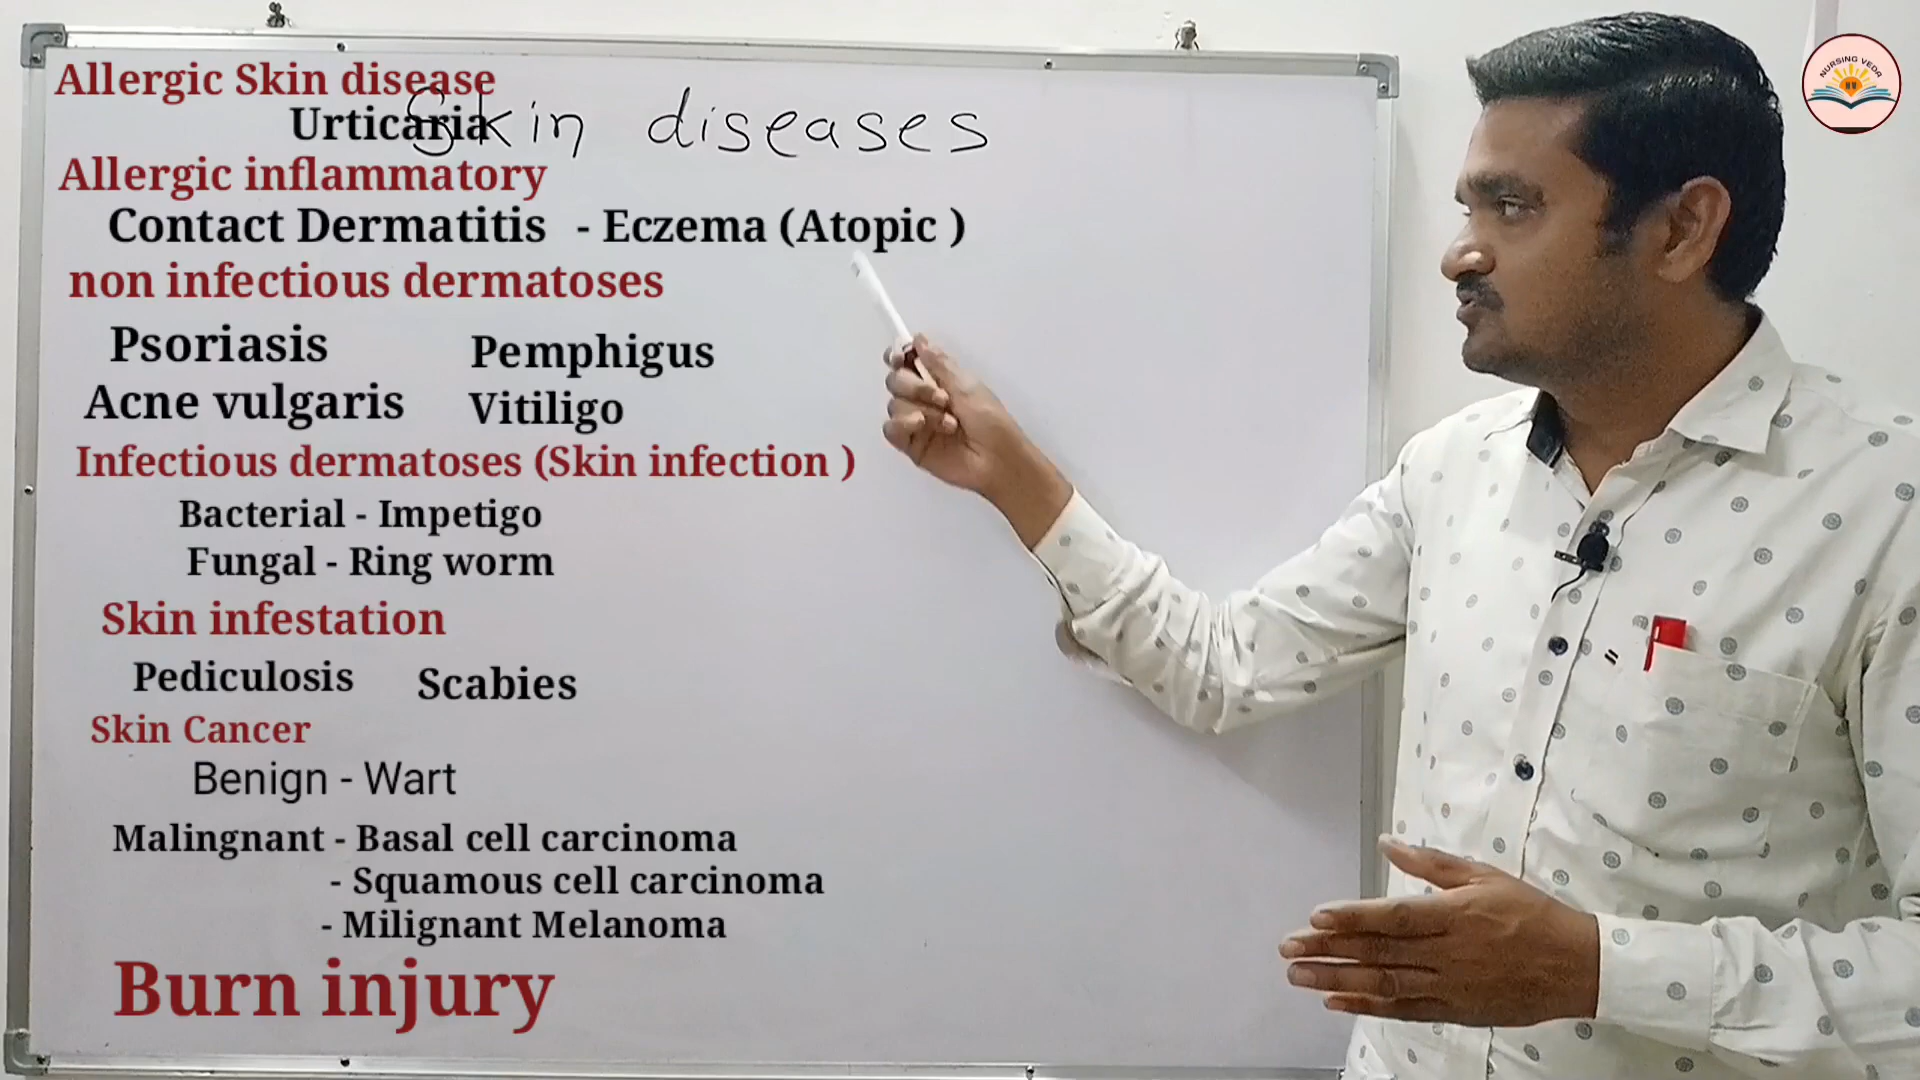 Allergic Skin disease
Urticaria
Skin diseases
Allergic inflammatory
Contact Dermatitis - Eczema (Atopic )
non infectious dermatoses
Psoriasis Pemphigus
Acne vulgaris Vitiligo
Infectious dermatoses (Skin infection )
Bacterial - Impetigo
Fungal - Ring worm
Skin infestation
Pediculosis Scabies
Skin Cancer
Benign - Wart
Malingnant - Basal cell carcinoma
- Squamous cell carcinoma
- Milignant Melanoma
Burn injury
NURSING VEDA